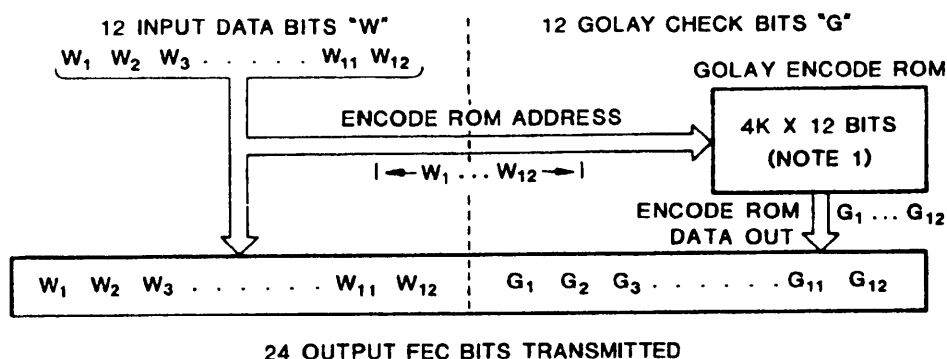 12 INPUT DATA BITS "W"
12 GOLAY CHECK BITS "G"
W₁ W₂ W₃ . . . . . . W₁₁ W₁₂
GOLAY ENCODE ROM
ENCODE ROM ADDRESS
4K X 12 BITS
(NOTE 1)
W₁ ... W₁₂
ENCODE ROM
DATA OUT
G₁ ... G₁₂
W₁ W₂ W₃ . . . . . . . W₁₁ W₁₂ G₁ G₂ G₃ . . . . . . . G₁₁ G₁₂
24 OUTPUT FEC BITS TRANSMITTED